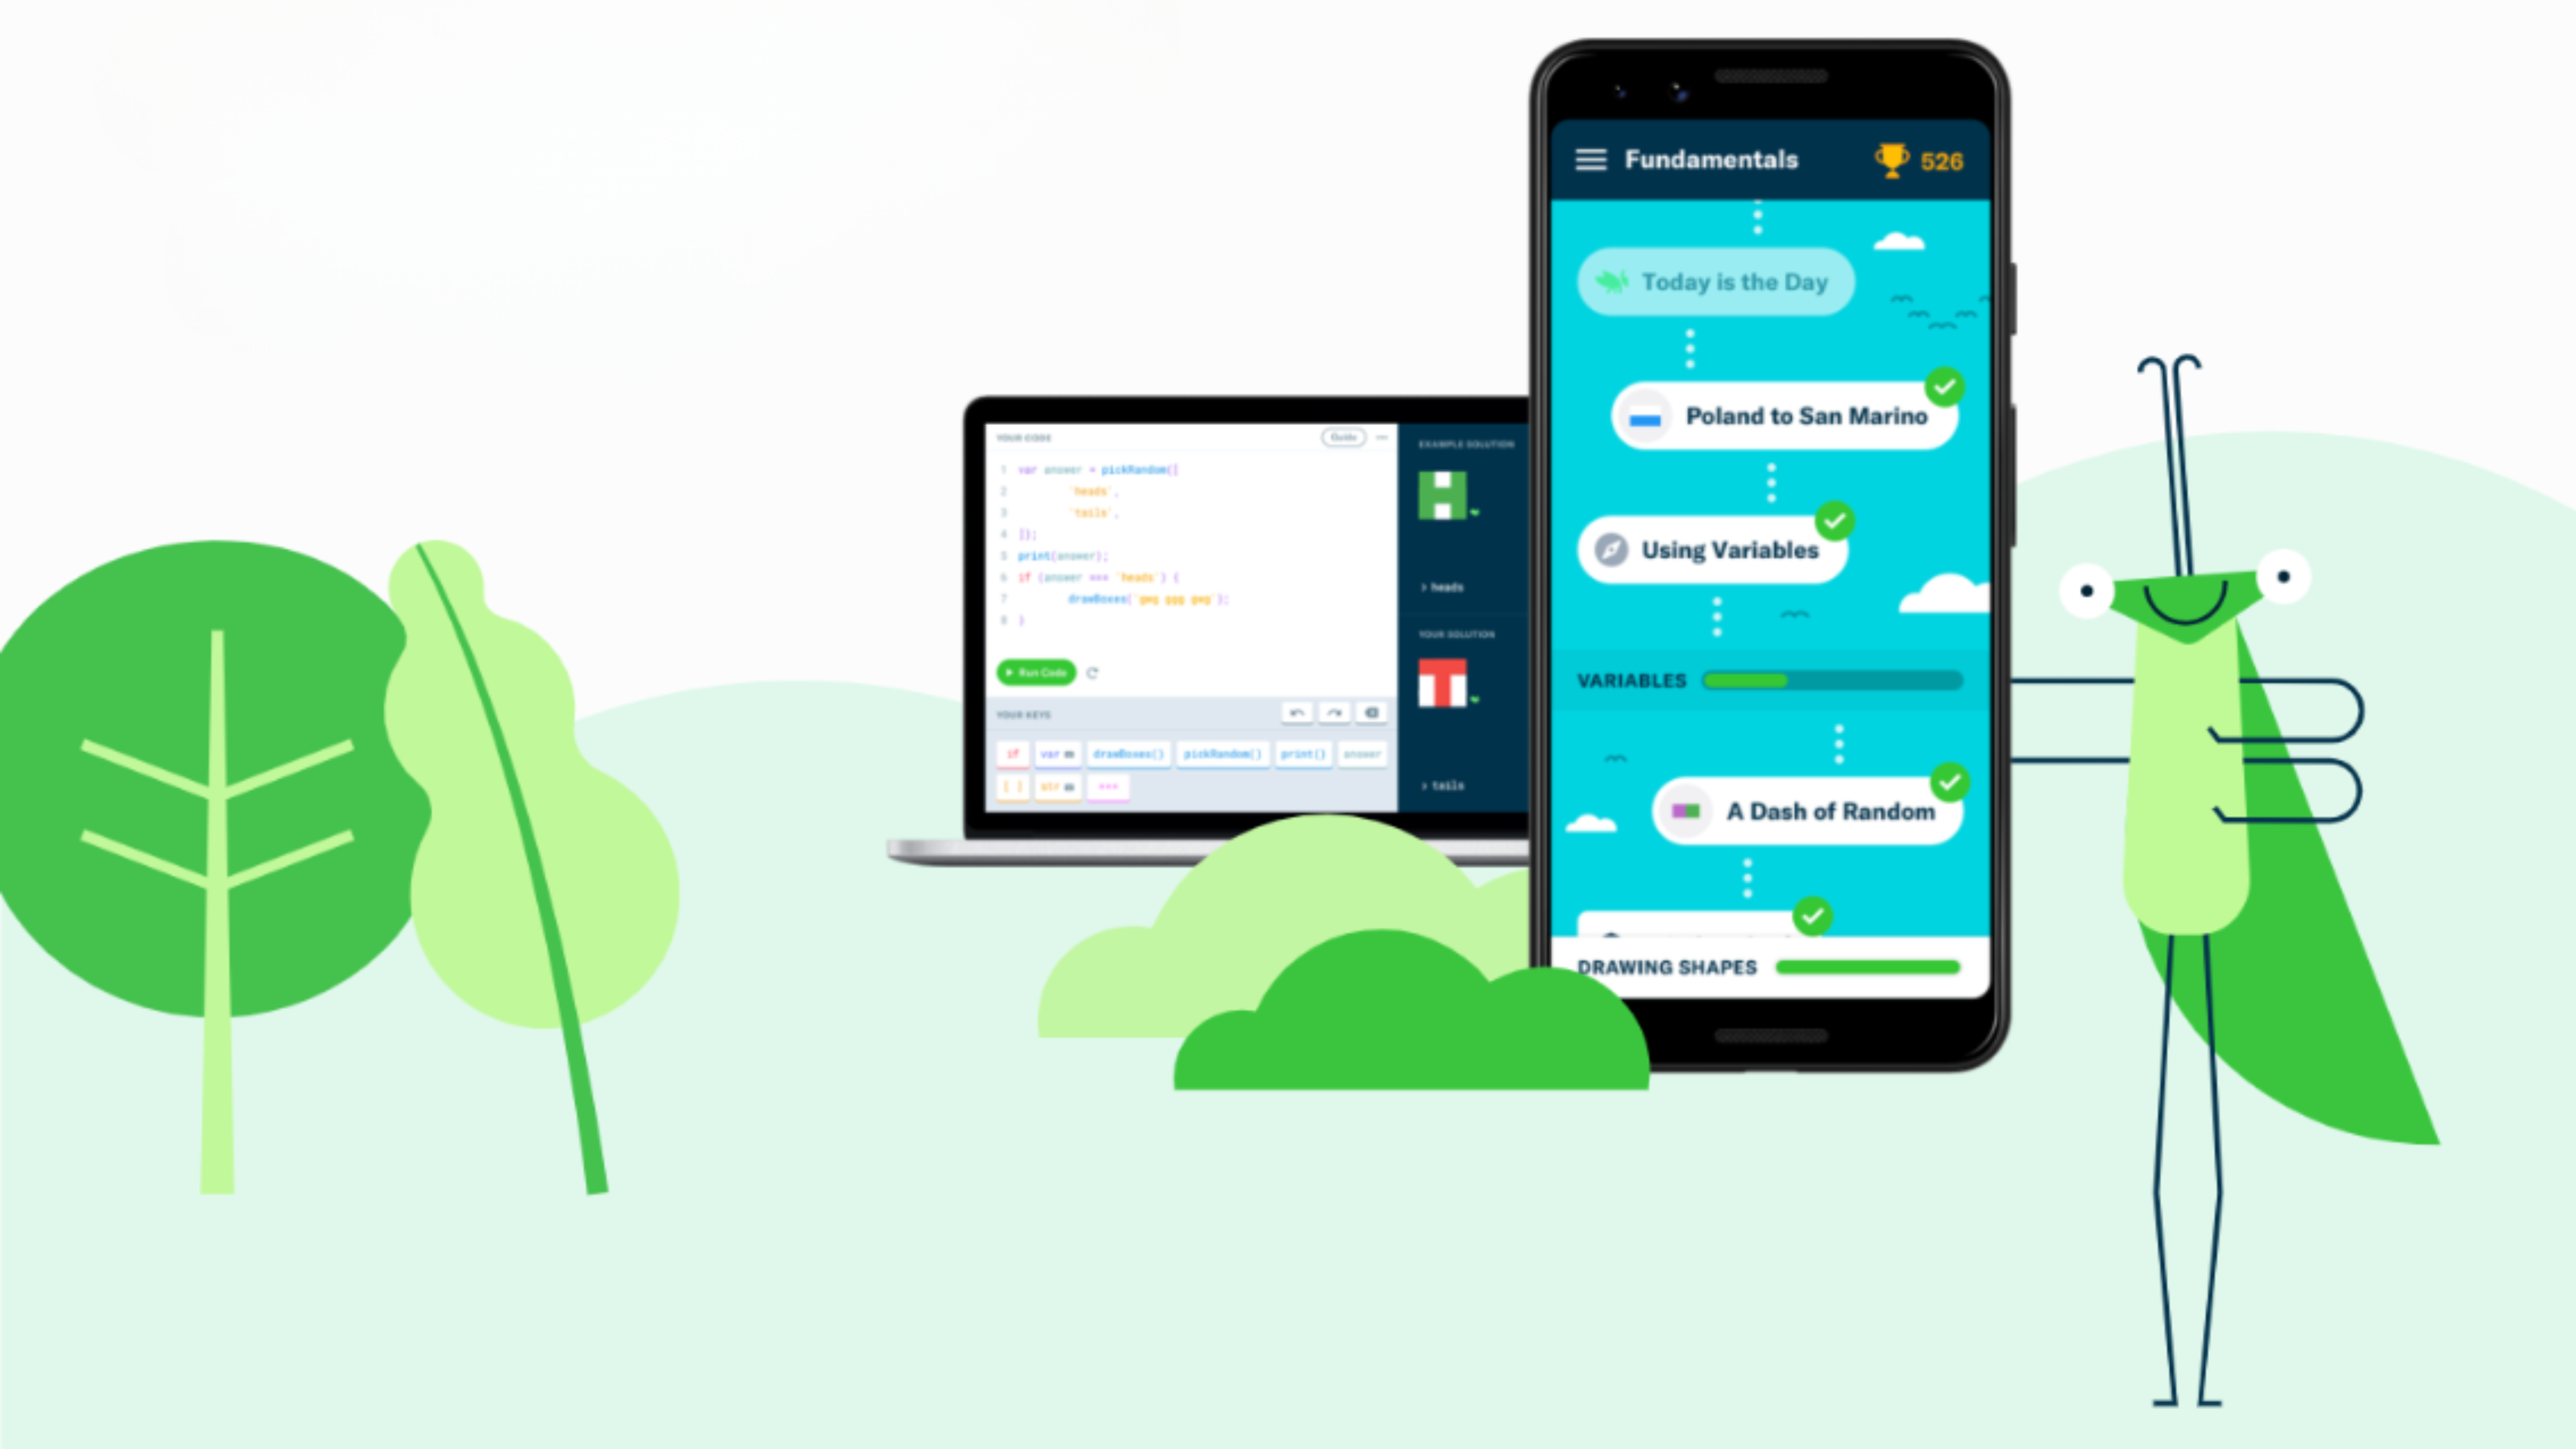 YOUR CODE
Guide
1 var answer = pickRandom([
2 'heads',
3 'tails',
4 ]);
5 print(answer);
6 if (answer === 'heads') {
7 drawBoxes('gwg ggg gwg');
8 }
Run Code
YOUR KEYS
if var drawBoxes() pickRandom() print() answer
[ ] str ===
EXAMPLE SOLUTION
> heads
YOUR SOLUTION
> tails
Fundamentals 526
Today is the Day
Poland to San Marino
Using Variables
VARIABLES
A Dash of Random
DRAWING SHAPES